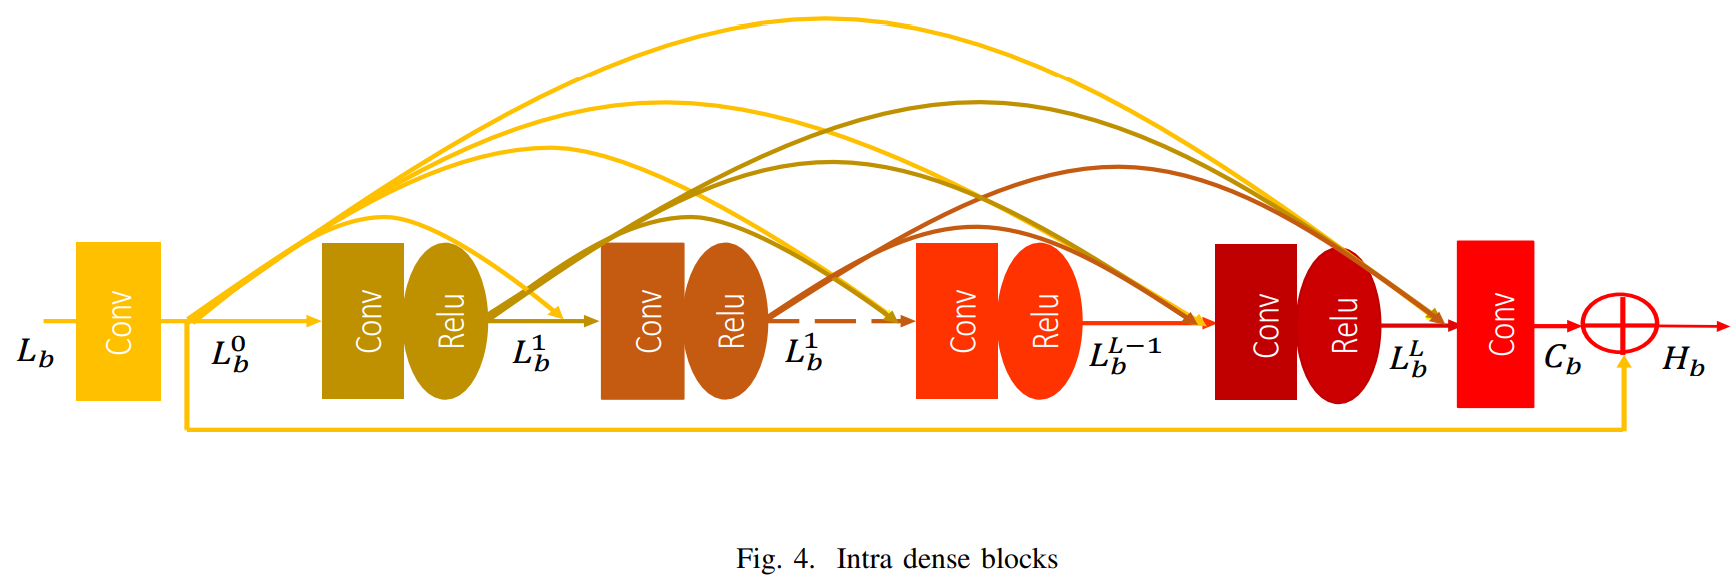 Conv
Conv
Relu
Conv
Relu
Conv
Relu
Conv
Relu
Conv
L_b
L_b^0
L_b^1
L_b^1
L_b^{L-1}
L_b^L
C_b
H_b
Fig. 4. Intra dense blocks